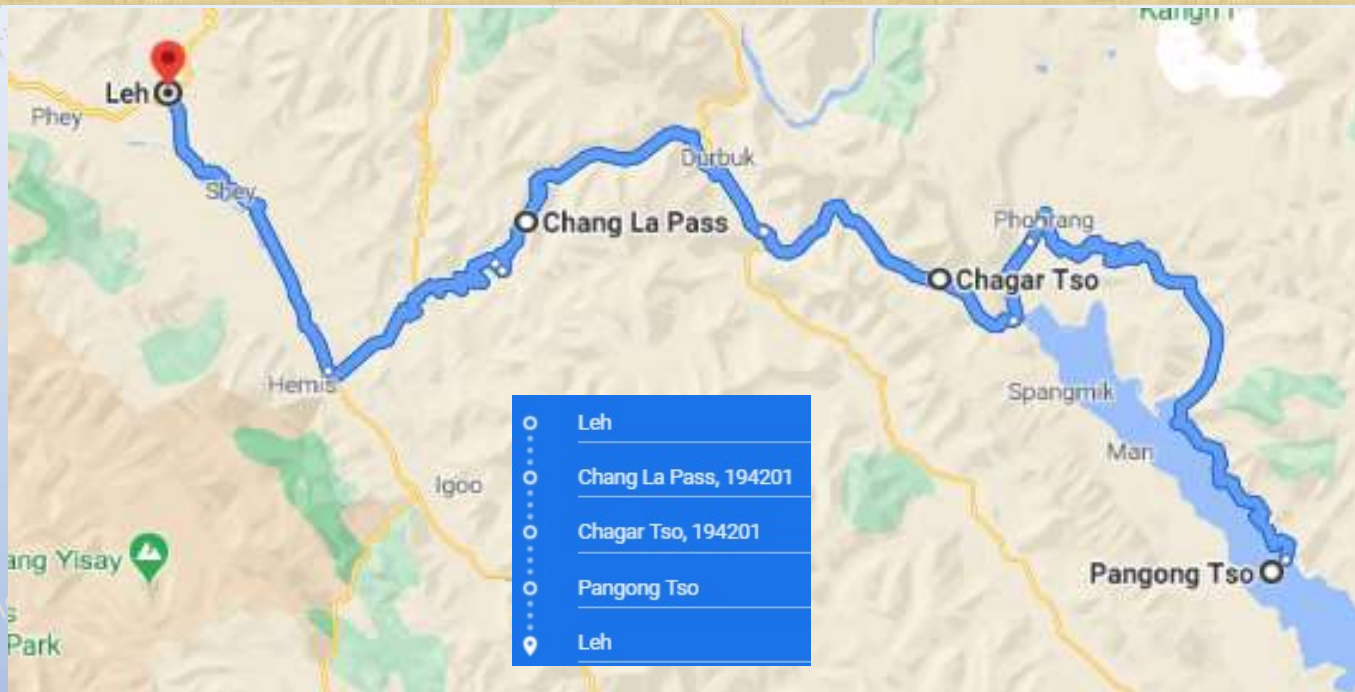 Kangri
Leh
Phey
Shey
Durbuk
Chang La Pass
Phobrang
Chagar Tso
Hemis
Spangmik
Man
Igoo
Leh
Chang La Pass, 194201
Chagar Tso, 194201
Pangong Tso
Leh
ang Yisay
Pangong Tso
s
Park